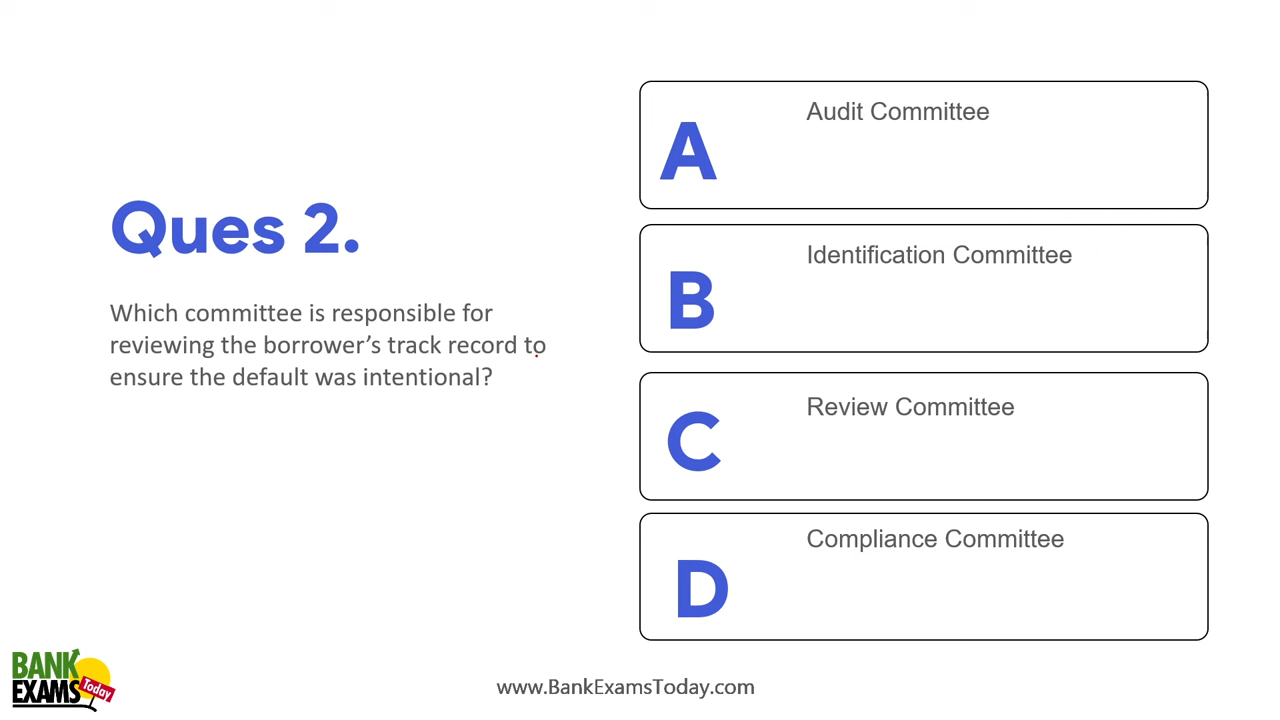 Ques 2.
Which committee is responsible for
reviewing the borrower’s track record to
ensure the default was intentional?
A
Audit Committee
B
Identification Committee
C
Review Committee
D
Compliance Committee
BANK
EXAMS
Today
www.BankExamsToday.com